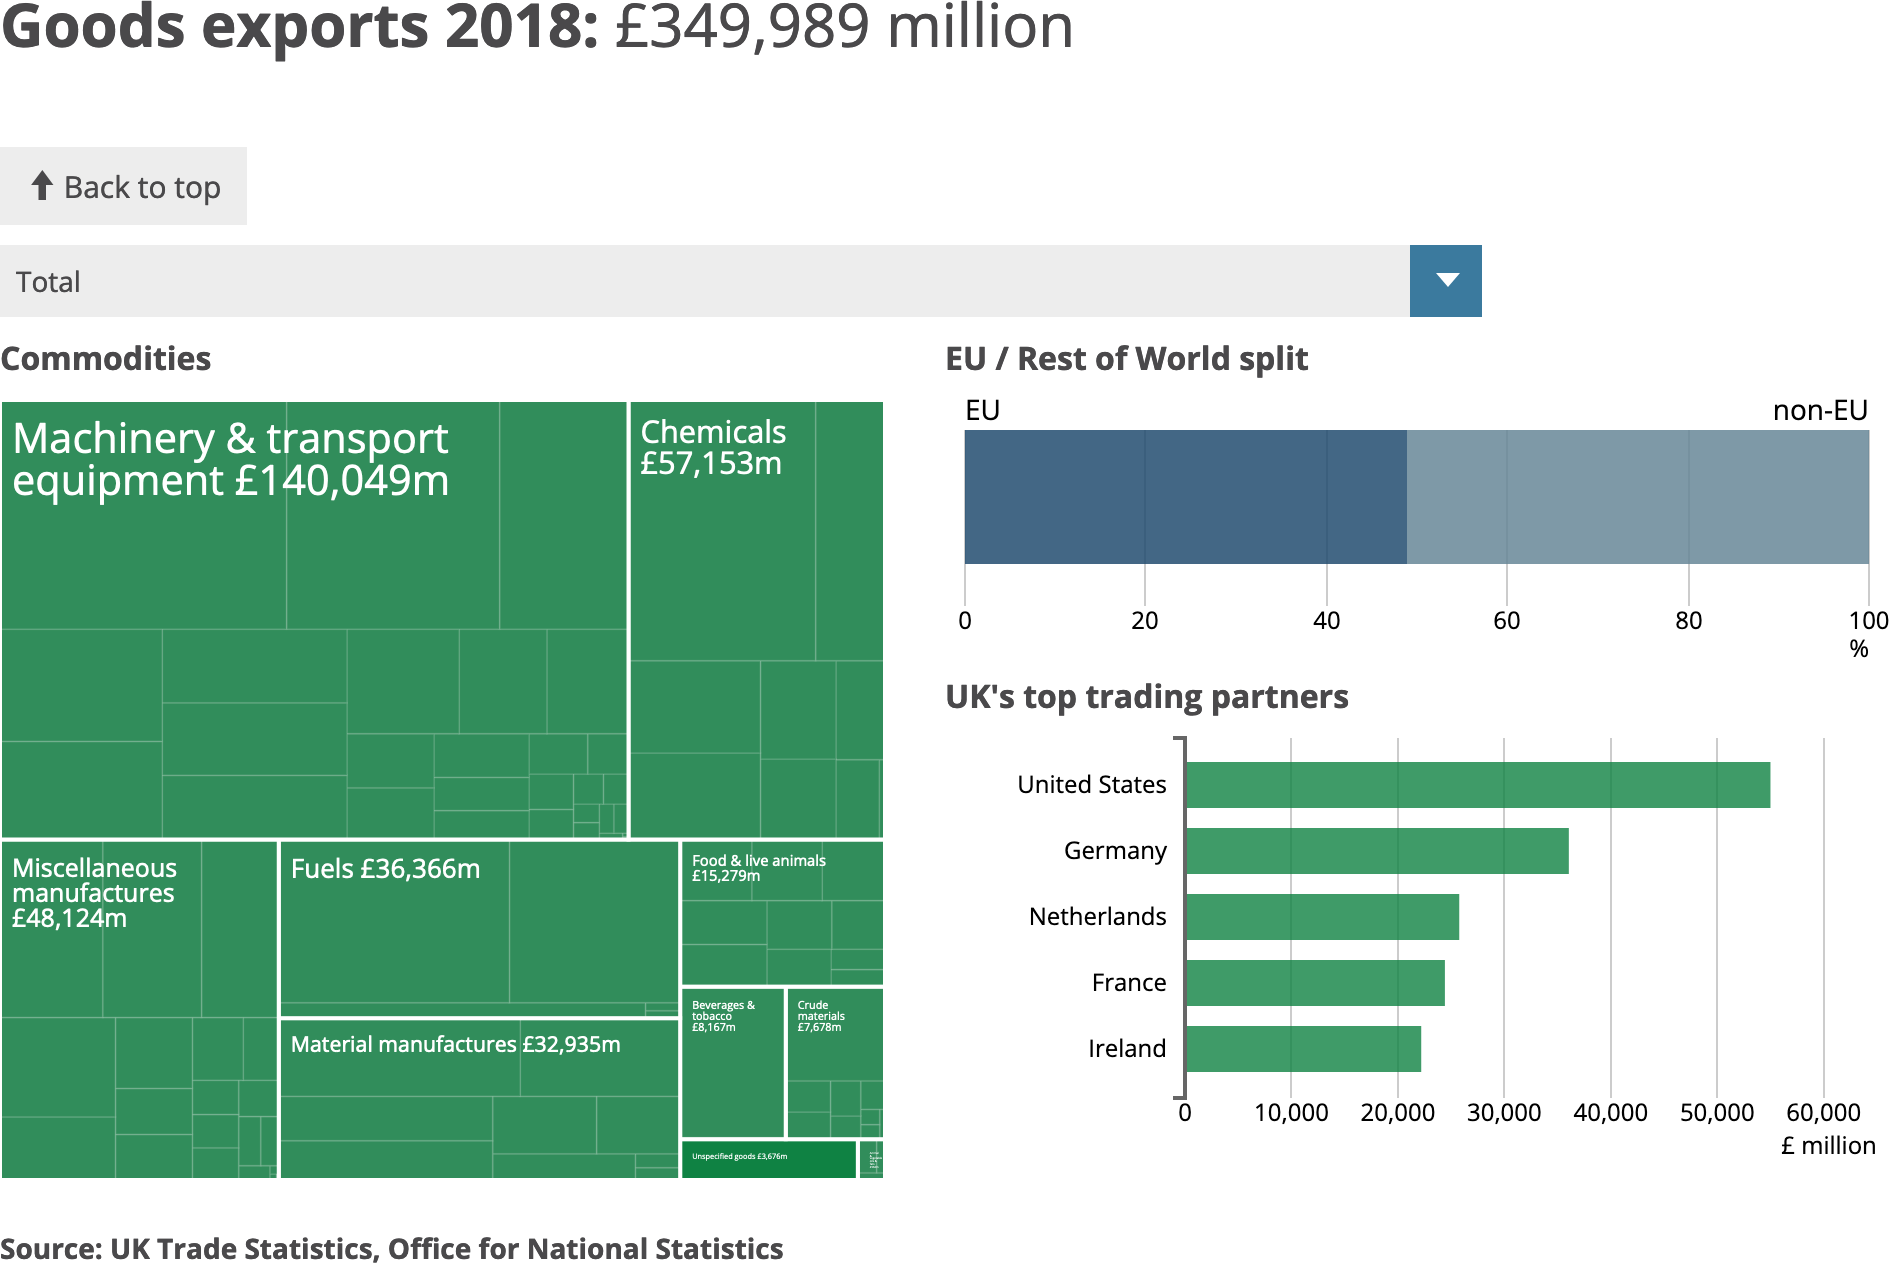 Goods exports 2018: £349,989 million
Back to top
Total
Commodities
Machinery & transport
equipment £140,049m
Chemicals
£57,153m
Miscellaneous
manufactures
£48,124m
Fuels £36,366m
Material manufactures £32,935m
Food & live animals
£15,279m
Beverages &
tobacco
£8,167m
Crude
materials
£7,678m
Unspecified goods £3,676m
EU / Rest of World split
EU non-EU
0 20 40 60 80 100
%
UK's top trading partners
United States
Germany
Netherlands
France
Ireland
0 10,000 20,000 30,000 40,000 50,000 60,000
£ million
Source: UK Trade Statistics, Office for National Statistics